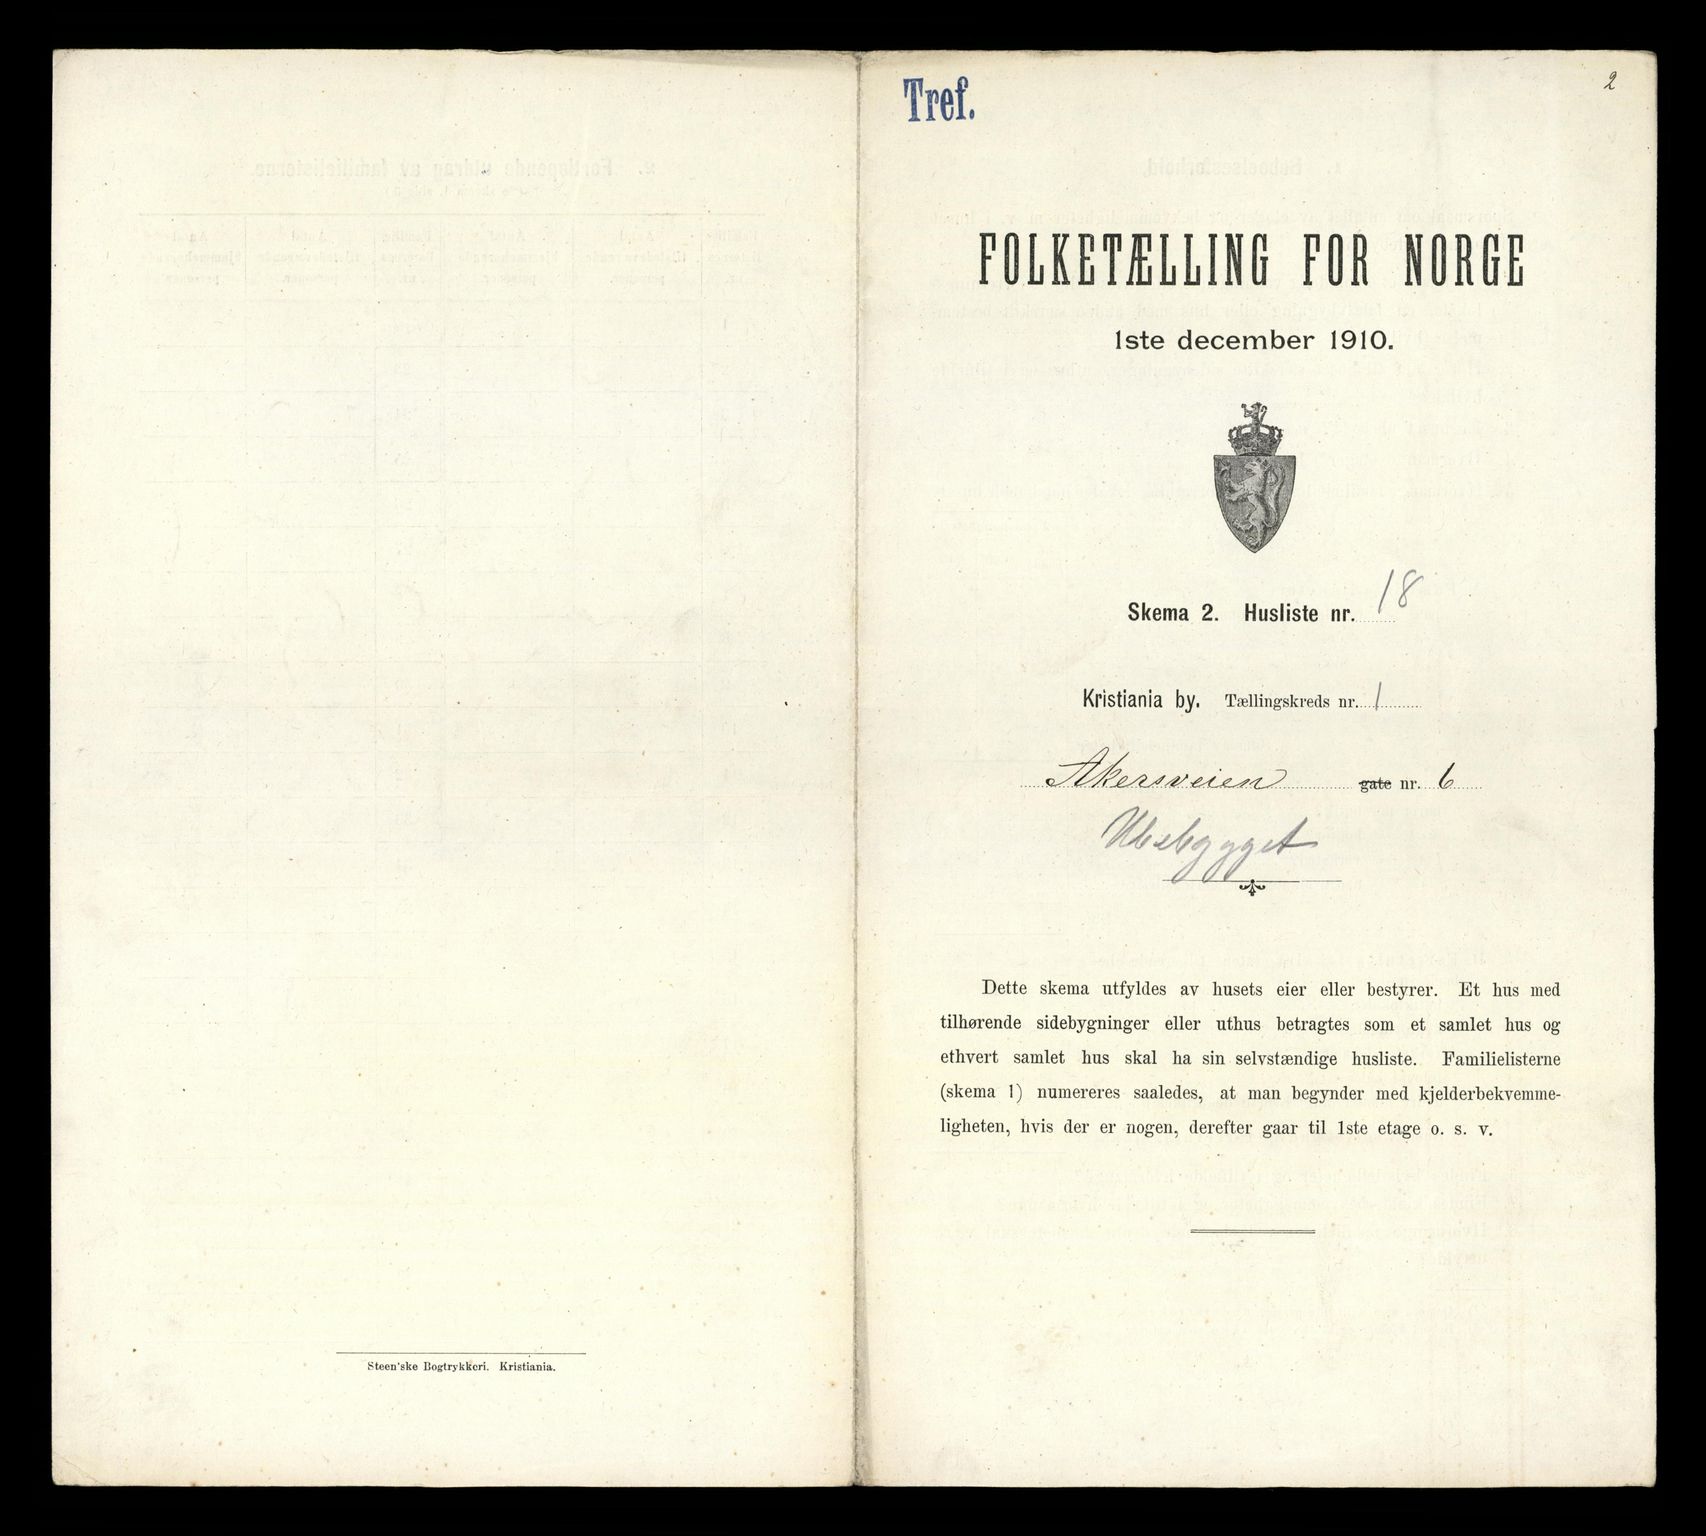 Steen'ske Bogtrykkeri. Kristiania.
Tref.
2
FOLKETÆLLING FOR NORGE
1ste december 1910.
Skema 2. Husliste nr. 18
Kristiania by. Tællingskreds nr. 1
Akersveien gate nr. 6
Ubebygget
Dette skema utfyldes av husets eier eller bestyrer. Et hus med
tilhørende sidebygninger eller uthus betragtes som et samlet hus og
ethvert samlet hus skal ha sin selvstændige husliste. Familielisterne
(skema 1) numereres saaledes, at man begynder med kjelderbekvemme-
ligheten, hvis der er nogen, derefter gaar til 1ste etage o. s. v.